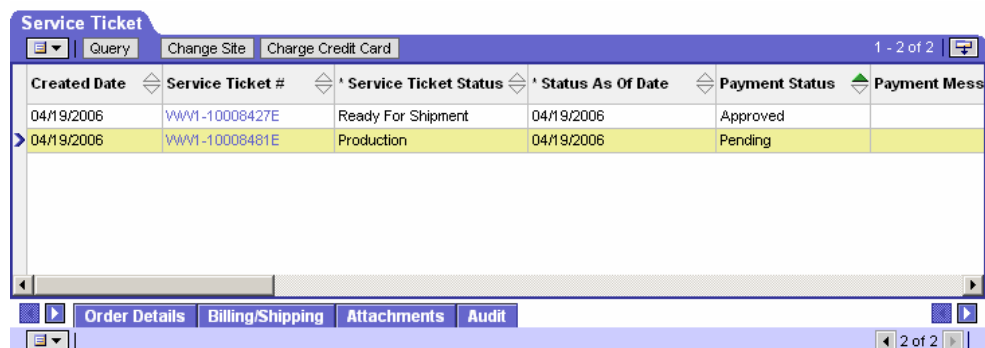 Service Ticket
Query Change Site Charge Credit Card 1 - 2 of 2
Created Date Service Ticket # * Service Ticket Status * Status As Of Date Payment Status Payment Mess
04/19/2006 VWV1-10008427E Ready For Shipment 04/19/2006 Approved
04/19/2006 VWV1-10008481E Production 04/19/2006 Pending
Order Details Billing/Shipping Attachments Audit
2 of 2